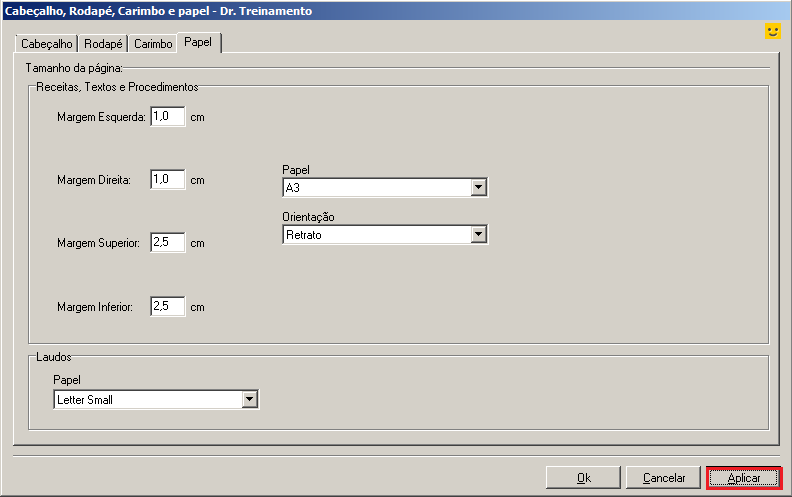 Cabeçalho, Rodapé, Carimbo e papel - Dr. Treinamento
Cabeçalho Rodapé Carimbo Papel
Tamanho da página:
Receitas, Textos e Procedimentos
Margem Esquerda: 1,0 cm
Margem Direita: 1,0 cm
Papel
A3
Orientação
Retrato
Margem Superior: 2,5 cm
Margem Inferior: 2,5 cm
Laudos
Papel
Letter Small
Ok Cancelar Aplicar